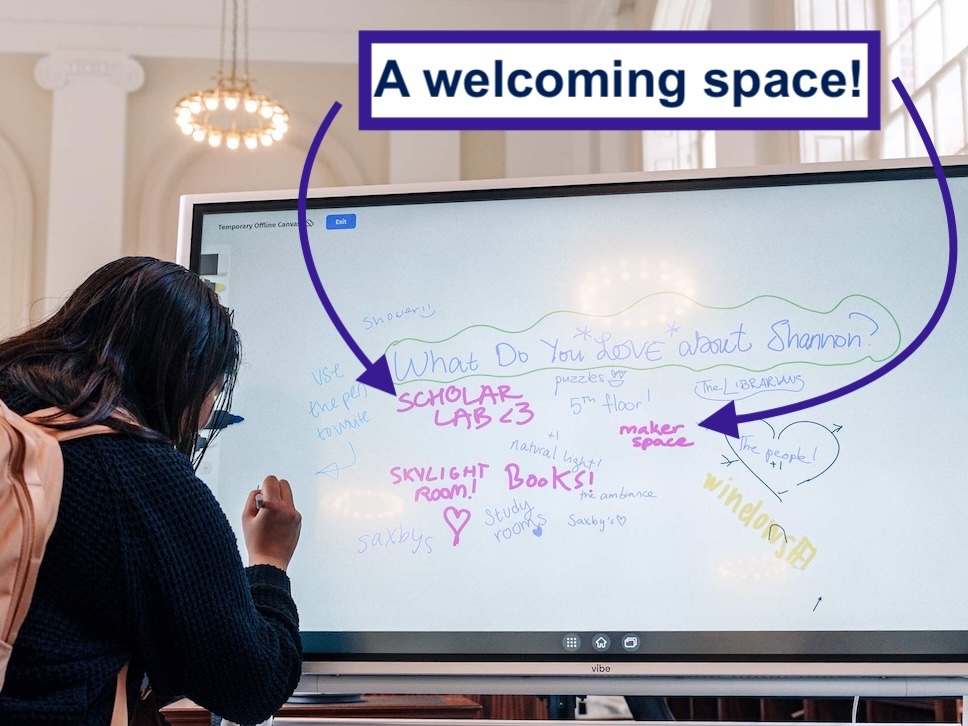 A welcoming space!
Temporary Offline Canvas
Exit
shower
What Do You *LOVE* about Shannon?
use
the pen
to write
SCHOLAR
LAB <3
puzzles
5th floor!
The LIBRARIANS
maker
space
The people!
+1
+1
natural light!
SKYLIGHT
ROOM!
BOOKS!
the ambiance
windows
saxbys
Study
rooms
Saxby's ♡
vibe